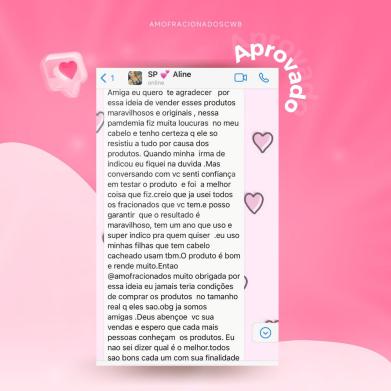 AMOFRACIONADOSCWB
Aprovado
1
SP 💕 Aline
online
Amiga eu quero te agradecer por
essa ideia de vender esses produtos
maravilhosos e originais , nessa
pamdemia fiz muita loucuras no meu
cabelo e tenho certeza q ele so
resistiu a tudo por causa dos
produtos. Quando minha irma de
indicou eu fiquei na duvida .Mas
conversando com vc senti confiança
em testar o produto e foi a melhor
coisa que fiz.creio que ja usei todos
os fracionados que vc tem.e posso
garantir que o resultado é
maravilhoso, tem um ano que uso e
super indico pra quem quiser .eu uso
minhas filhas que tem cabelo
cacheado usam tbm.O produto é bom
e rende muito.Entao
@amofracionados muito obrigada por
essa ideia eu jamais teria condições
de comprar os produtos no tamanho
real q eles sao.obg ja somos
amigas .Deus abençoe vc sua
vendas e espero que cada mais
pessoas conheçam os produtos. Eu
nao sei dizer qual é o melhor.todos
sao bons cada um com sua finalidade